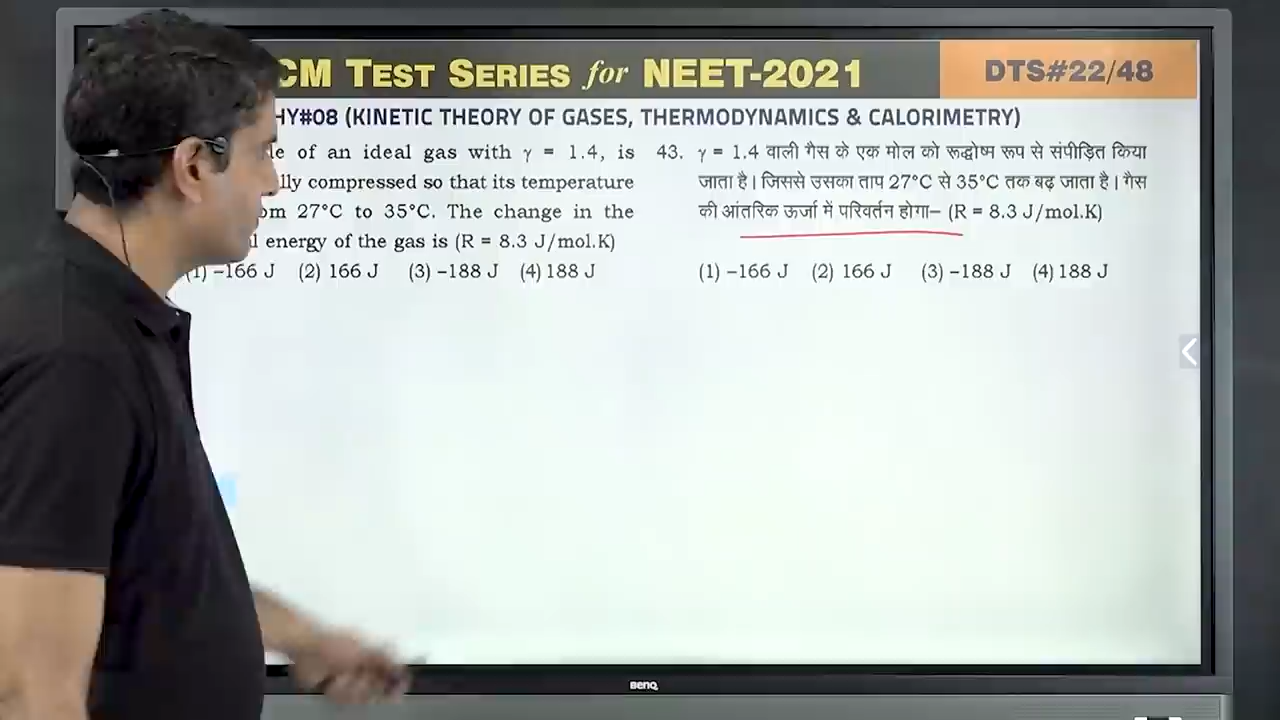 CM TEST SERIES for NEET-2021
DTS#22/48
HY#08 (KINETIC THEORY OF GASES, THERMODYNAMICS & CALORIMETRY)
le of an ideal gas with γ = 1.4, is
lly compressed so that its temperature
om 27°C to 35°C. The change in the
l energy of the gas is (R = 8.3 J/mol.K)
(1) –166 J (2) 166 J (3) –188 J (4) 188 J
43. γ = 1.4 वाली गैस के एक मोल को रूद्धोष्म रूप से संपीड़ित किया
जाता है। जिससे उसका ताप 27°C से 35°C तक बढ़ जाता है। गैस
की आंतरिक ऊर्जा में परिवर्तन होगा– (R = 8.3 J/mol.K)
(1) –166 J (2) 166 J (3) –188 J (4) 188 J
BenQ